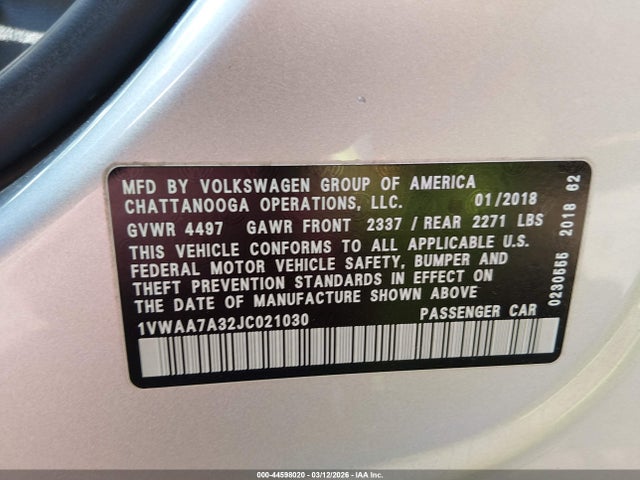 MFD BY VOLKSWAGEN GROUP OF AMERICA
CHATTANOOGA OPERATIONS, LLC. 01/2018
GVWR 4497 GAWR FRONT 2337 / REAR 2271 LBS
THIS VEHICLE CONFORMS TO ALL APPLICABLE U.S.
FEDERAL MOTOR VEHICLE SAFETY, BUMPER AND
THEFT PREVENTION STANDARDS IN EFFECT ON
THE DATE OF MANUFACTURE SHOWN ABOVE
1VWAA7A32JC021030 PASSENGER CAR
0230555 2018 62
000-44598020 - 03/12/2026 - IAA Inc.